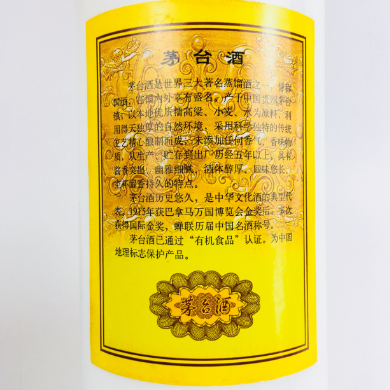 茅台酒
茅台酒是世界三大著名蒸馏酒之一，誉称
国酒，在国内外享有盛名。产于中国贵州茅台
镇，以本地优质糯高粱、小麦、水为原料，利
用得天独厚的自然环境，采用科学独特的传统
工艺精心酿制而成，未添加任何香气、香味物
质，从生产、贮存到出厂历经五年以上，具有
酱香突出、幽雅细腻、酒体醇厚、回味悠长、
空杯留香持久的特点。
茅台酒历史悠久，是中华文化酒的典型代
表，1915年获巴拿马万国博览会金奖后，多次
获得国际金奖，蝉联历届中国名酒称号。
茅台酒已通过“有机食品”认证。为中国
地理标志保护产品。
茅台酒